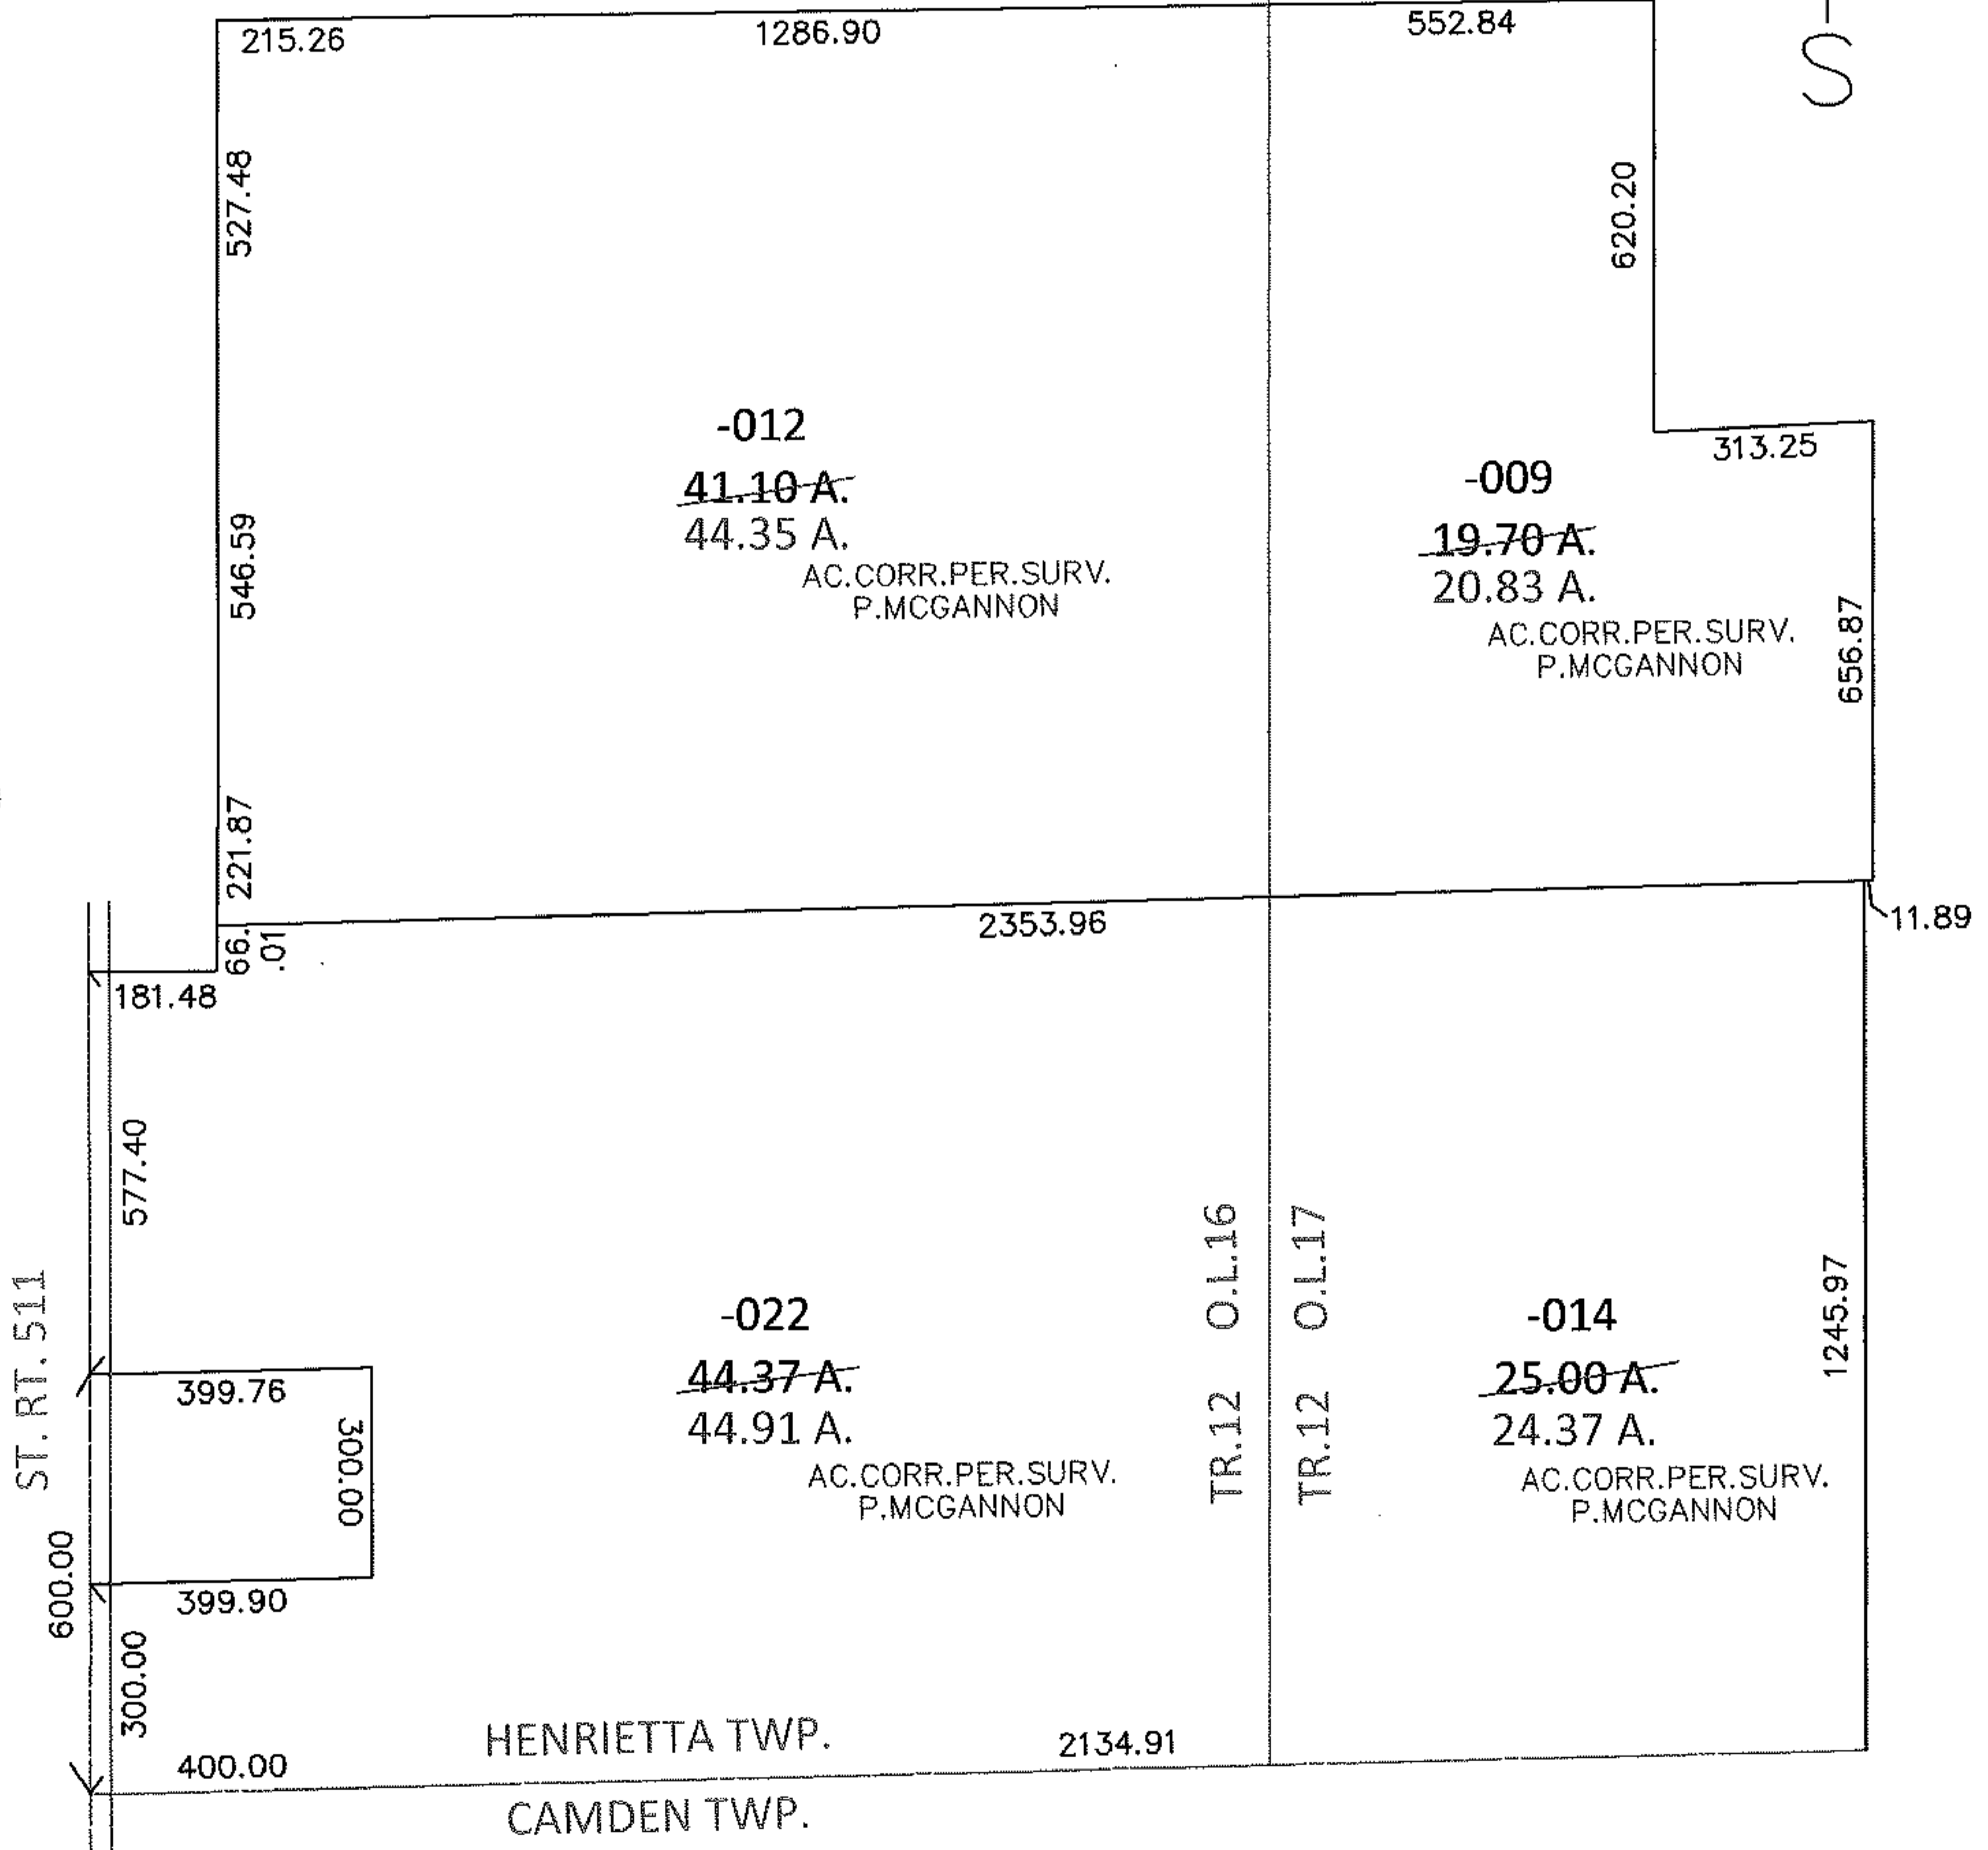 215.26
1286.90
552.84
S
527.48
620.20
-012
41.10 A.
44.35 A.
AC.CORR.PER.SURV.
P.MCGANNON
313.25
-009
19.70 A.
20.83 A.
AC.CORR.PER.SURV.
P.MCGANNON
546.59
656.87
221.87
66.
.01
2353.96
11.89
181.48
577.40
ST. RT. 511
399.76
300.00
399.90
600.00
300.00
-022
44.37 A.
44.91 A.
AC.CORR.PER.SURV.
P.MCGANNON
TR.12 O.L.16
TR.12 O.L.17
-014
25.00 A.
24.37 A.
AC.CORR.PER.SURV.
P.MCGANNON
1245.97
HENRIETTA TWP.
2134.91
400.00
CAMDEN TWP.